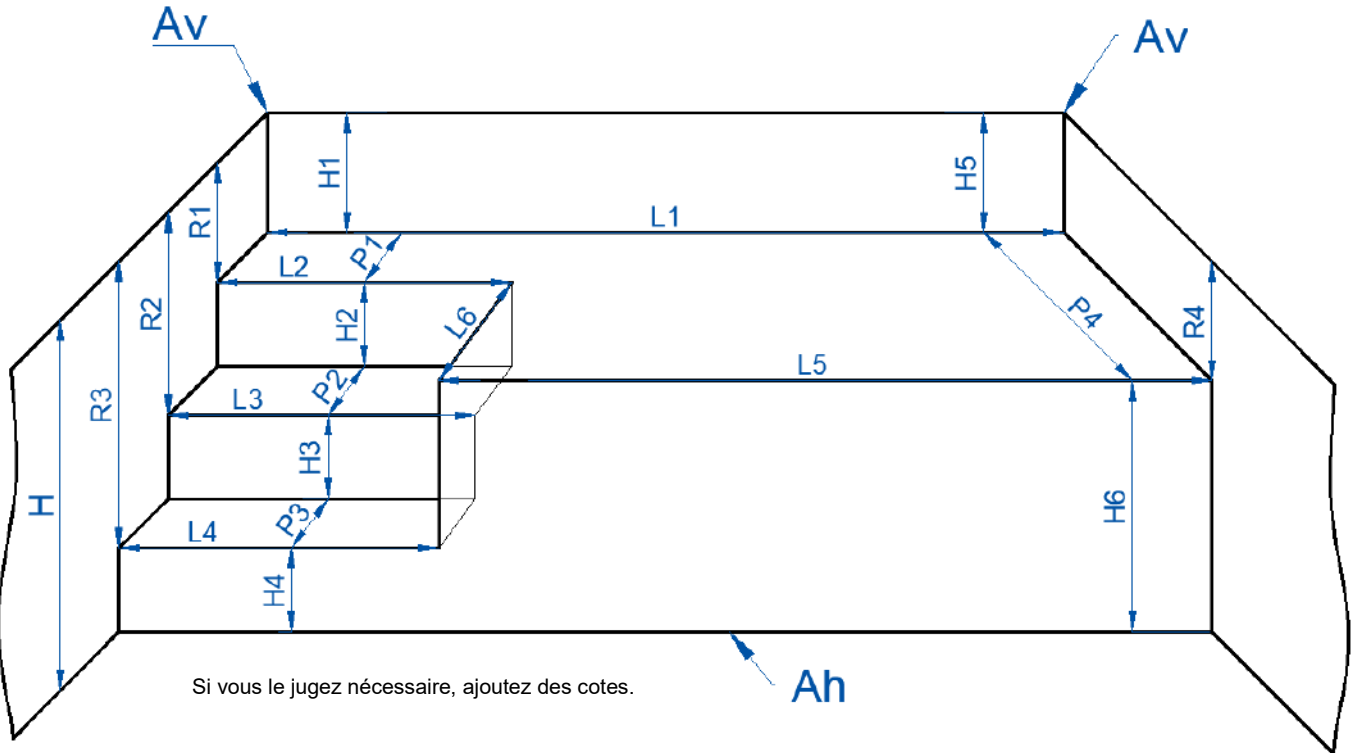 Av
Av
H1
H5
R1
L1
P1
L2
R2
H2
L6
P4
R4
L5
R3
P2
L3
H3
H
H6
P3
L4
H4
Si vous le jugez nécessaire, ajoutez des cotes.
Ah